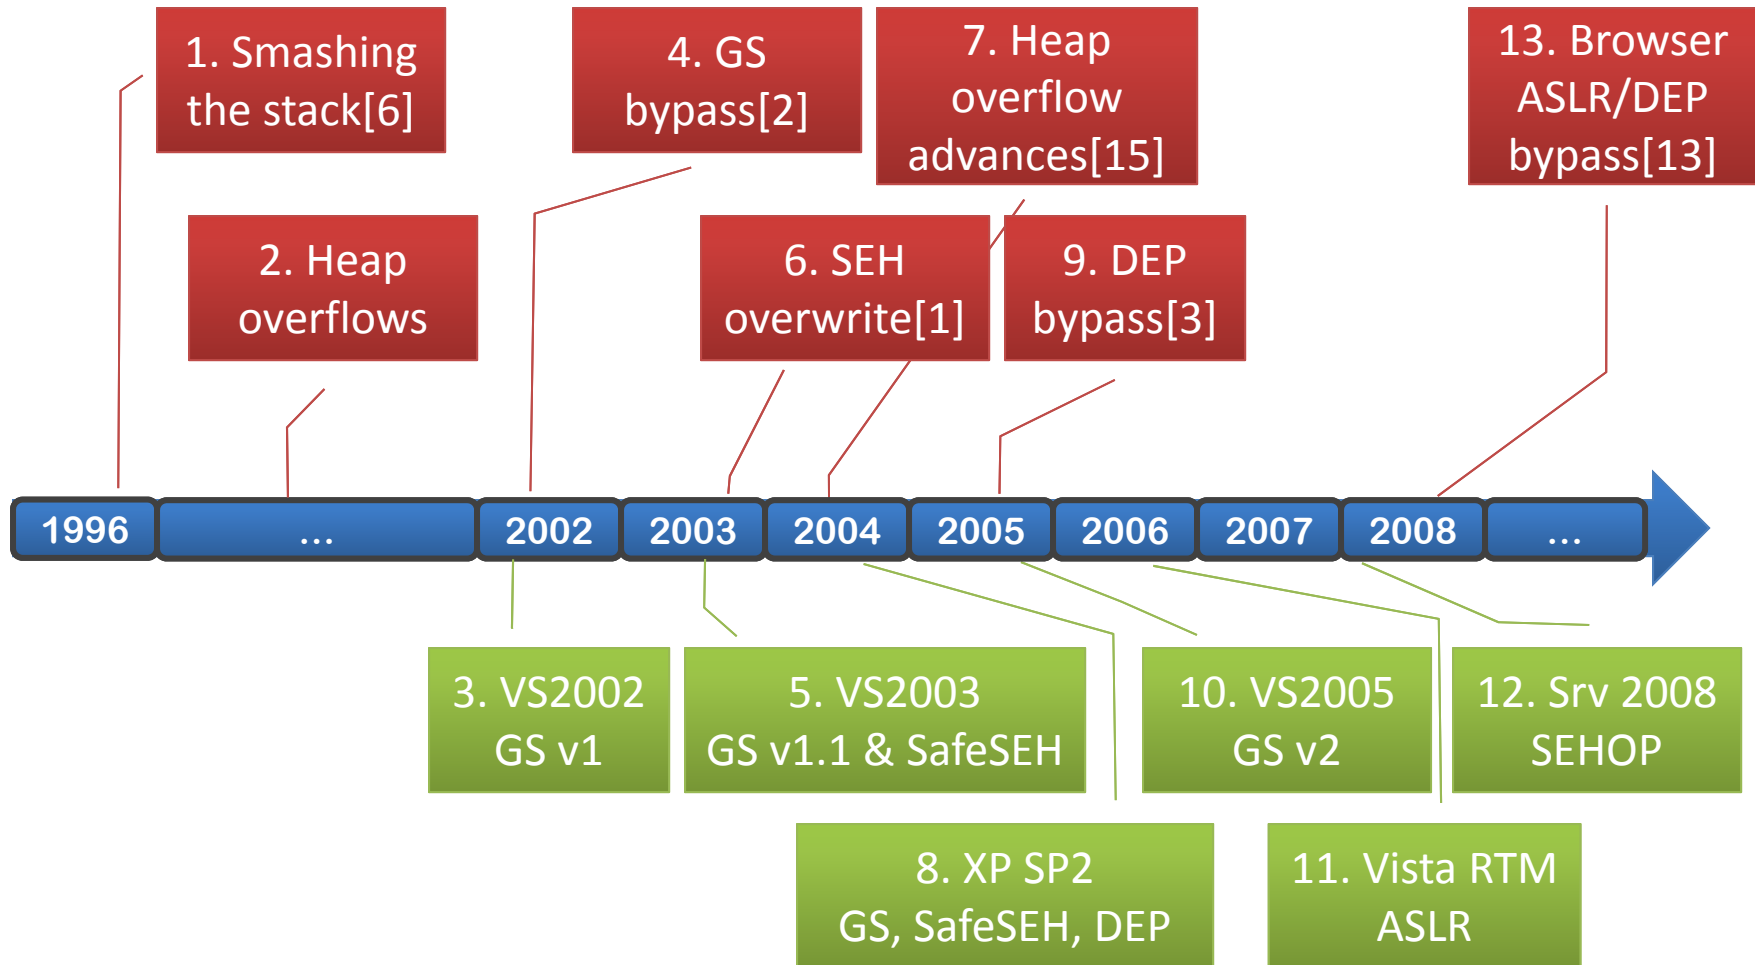 1. Smashing
the stack[6]
4. GS
bypass[2]
7. Heap
overflow
advances[15]
13. Browser
ASLR/DEP
bypass[13]
2. Heap
overflows
6. SEH
overwrite[1]
9. DEP
bypass[3]
1996
...
2002
2003
2004
2005
2006
2007
2008
...
3. VS2002
GS v1
5. VS2003
GS v1.1 & SafeSEH
10. VS2005
GS v2
12. Srv 2008
SEHOP
8. XP SP2
GS, SafeSEH, DEP
11. Vista RTM
ASLR